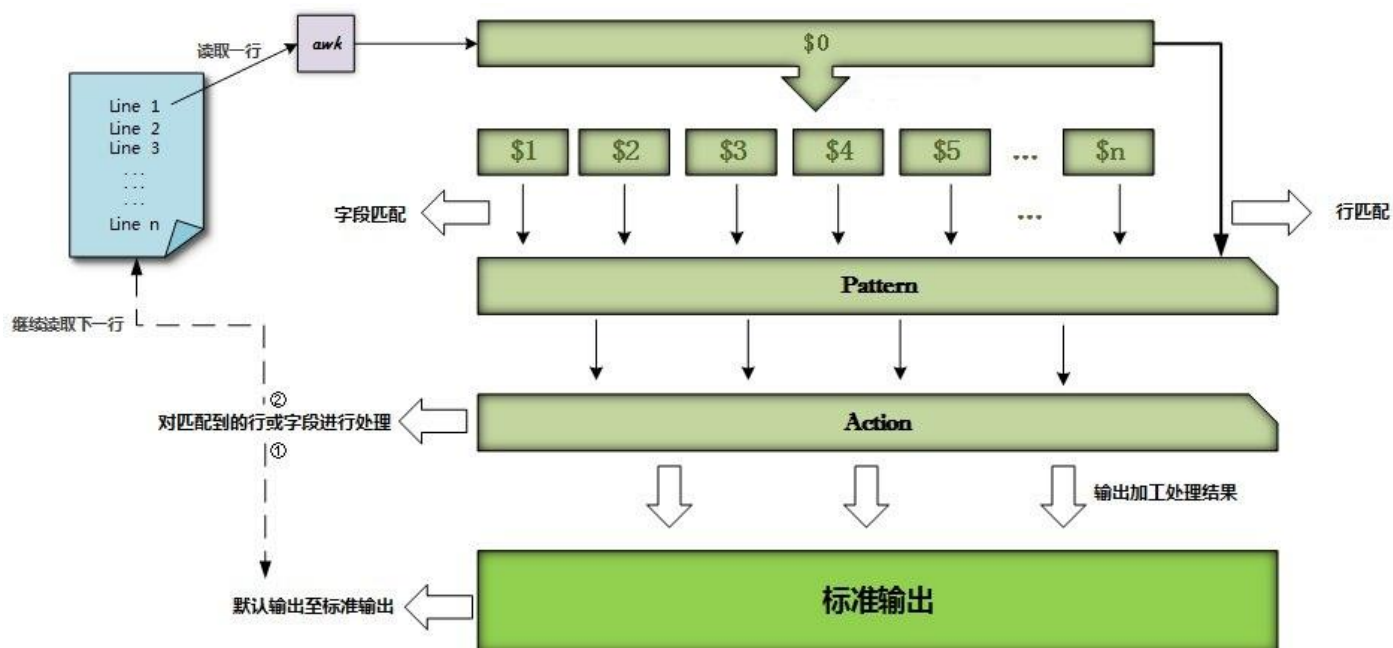 读取一行
awk
$0
Line 1
Line 2
Line 3
...
...
...
Line n
$1 $2 $3 $4 $5 ... $n
字段匹配
...
行匹配
Pattern
继续读取下一行
②
对匹配到的行或字段进行处理
①
Action
输出加工处理结果
标准输出
默认输出至标准输出